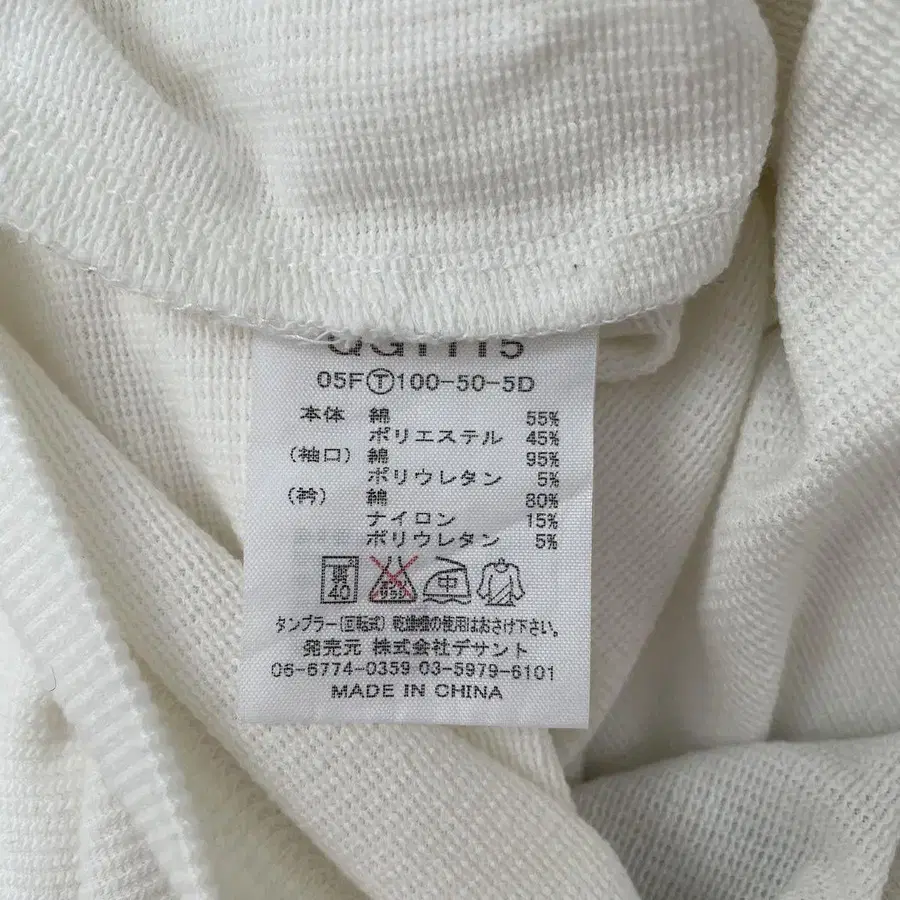 QG1115
05FⓉ100-50-5D
本体 綿 55%
ポリエステル 45%
(袖口) 綿 95%
ポリウレタン 5%
(衿) 綿 80%
ナイロン 15%
ポリウレタン 5%
40 中
タンブラー(回転式)乾燥機の使用はおさけ下さい。
発売元 株式会社デサント
06-6774-0359 03-5979-6101
MADE IN CHINA